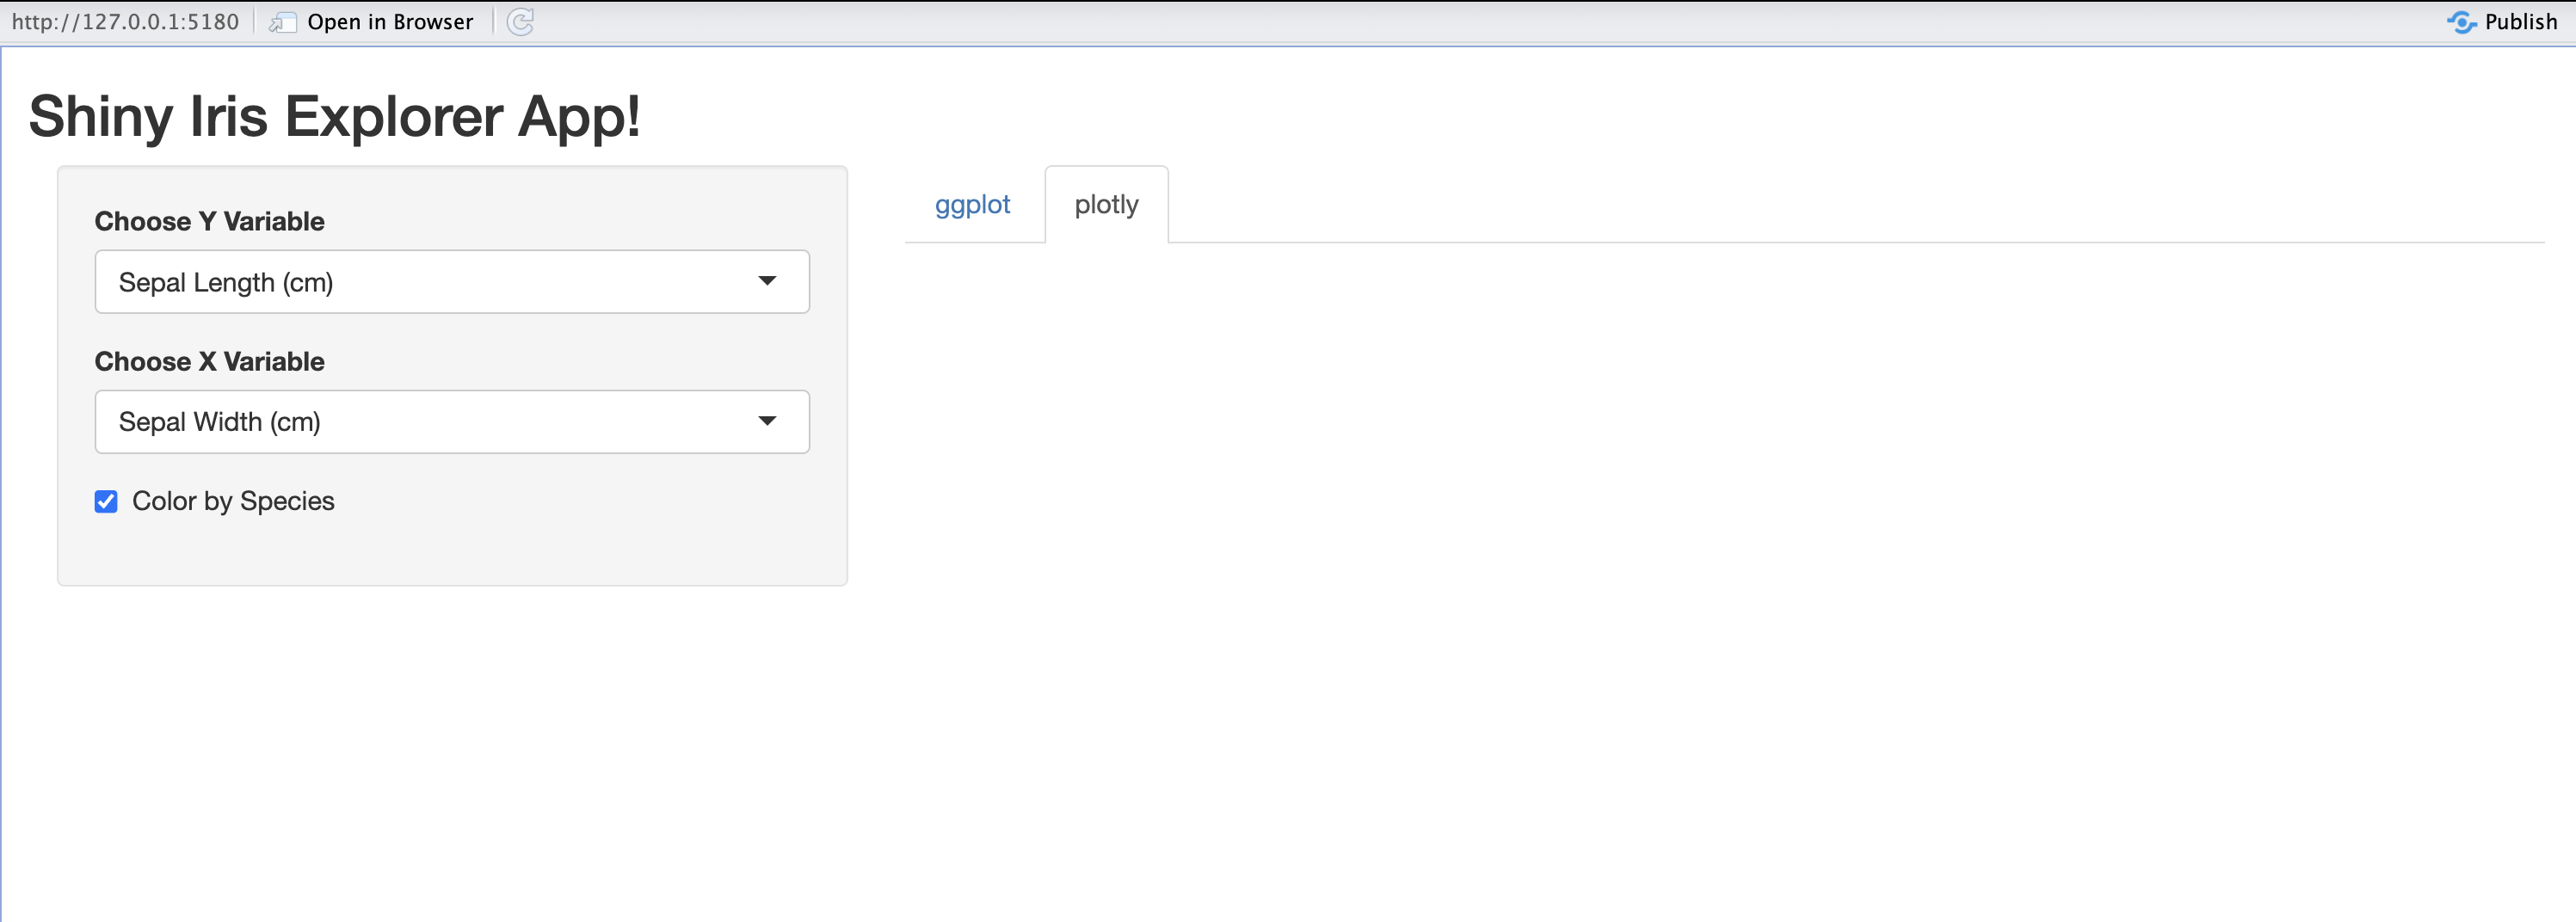 http://127.0.0.1:5180 Open in Browser Publish
Shiny Iris Explorer App!
Choose Y Variable
Sepal Length (cm)
Choose X Variable
Sepal Width (cm)
Color by Species
ggplot plotly